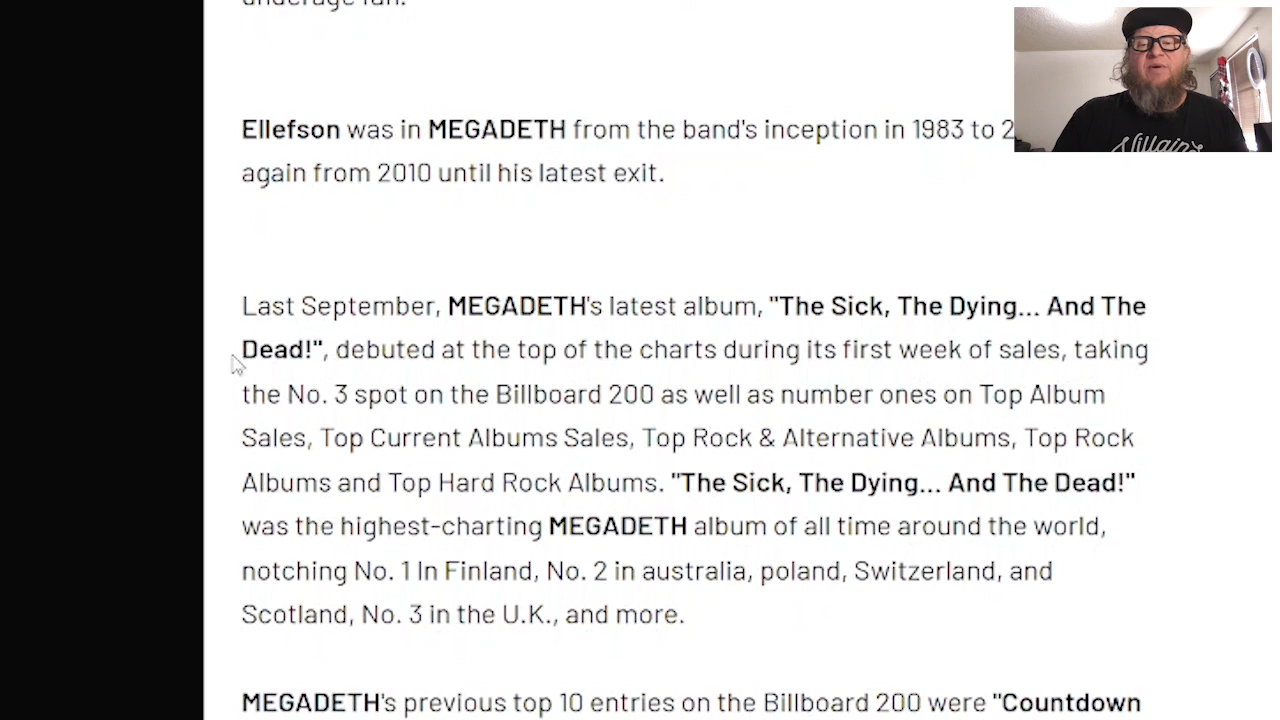 underage fan.
Ellefson was in MEGADETH from the band's inception in 1983 to 2
again from 2010 until his latest exit.
Last September, MEGADETH's latest album, "The Sick, The Dying... And The
Dead!", debuted at the top of the charts during its first week of sales, taking
the No. 3 spot on the Billboard 200 as well as number ones on Top Album
Sales, Top Current Albums Sales, Top Rock & Alternative Albums, Top Rock
Albums and Top Hard Rock Albums. "The Sick, The Dying... And The Dead!"
was the highest-charting MEGADETH album of all time around the world,
notching No. 1 In Finland, No. 2 in australia, poland, Switzerland, and
Scotland, No. 3 in the U.K., and more.
MEGADETH's previous top 10 entries on the Billboard 200 were "Countdown
Villains